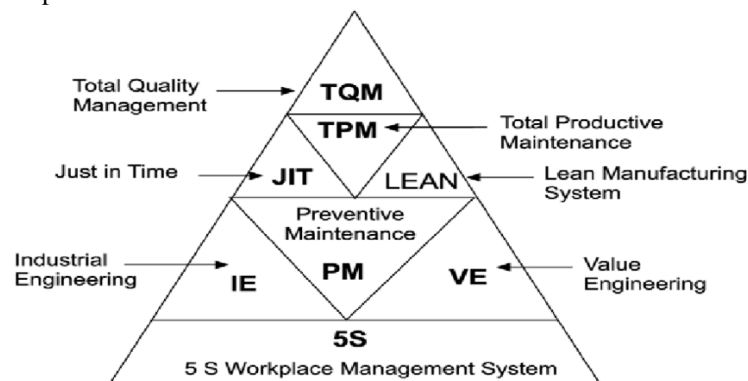 Total Quality
Management
TQM
TPM
Total Productive
Maintenance
Just in Time
JIT
LEAN
Lean Manufacturing
System
Preventive
Maintenance
Industrial
Engineering
IE
PM
VE
Value
Engineering
5S
5 S Workplace Management System